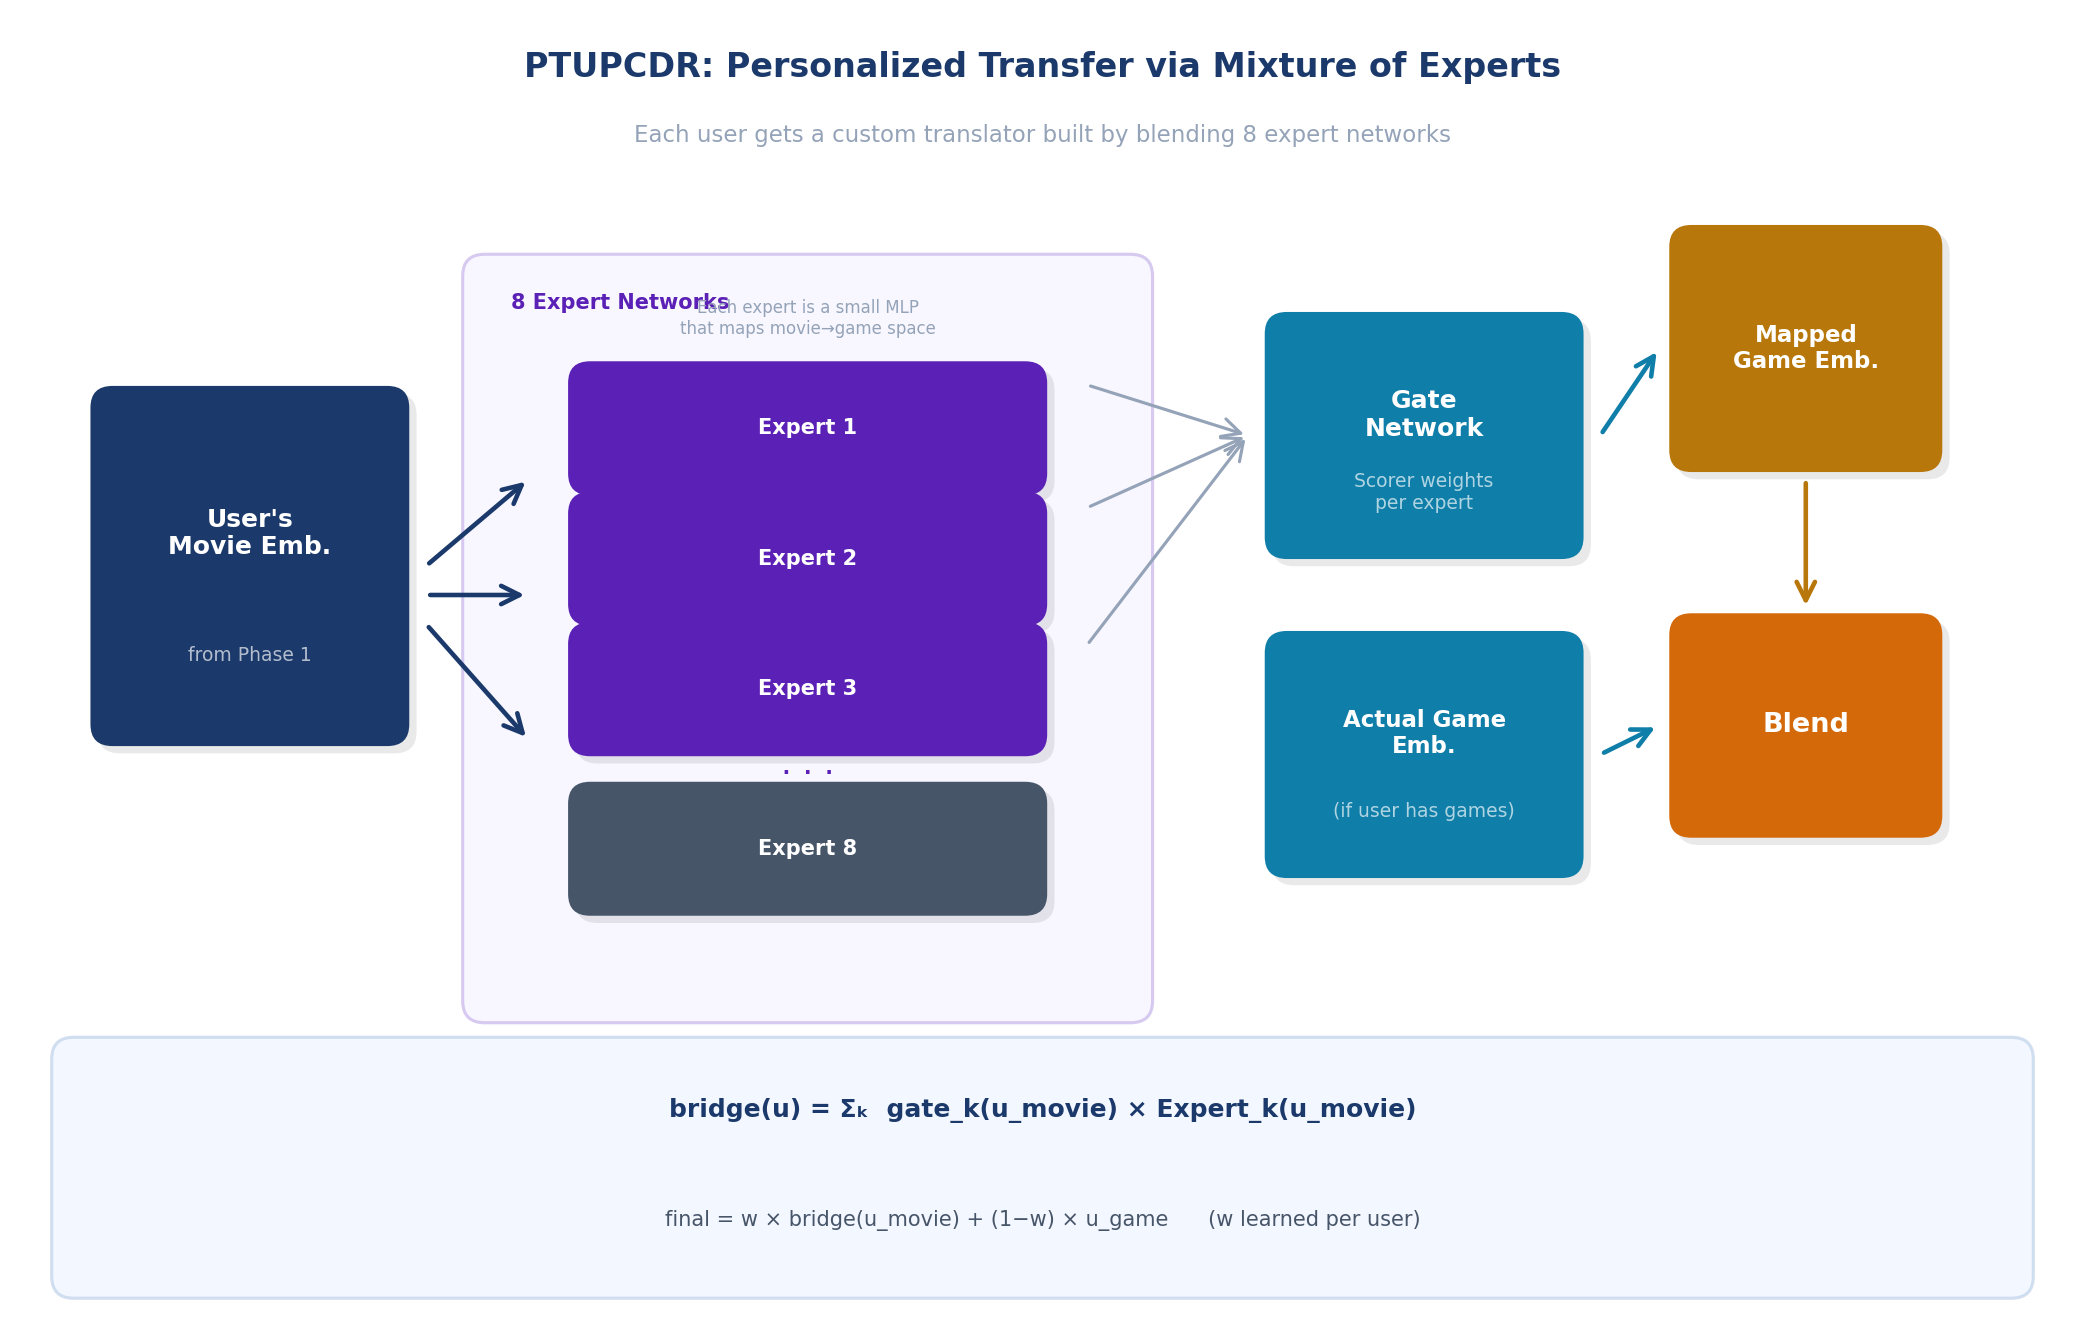 PTUPCDR: Personalized Transfer via Mixture of Experts
Each user gets a custom translator built by blending 8 expert networks
User's
Movie Emb.
from Phase 1
8 Expert Networks
Each expert is a small MLP
that maps movie→game space
Expert 1
Expert 2
Expert 3
. . .
Expert 8
Gate
Network
Scorer weights
per expert
Mapped
Game Emb.
Actual Game
Emb.
(if user has games)
Blend
bridge(u) = Σₖ gate_k(u_movie) × Expert_k(u_movie)
final = w × bridge(u_movie) + (1−w) × u_game (w learned per user)